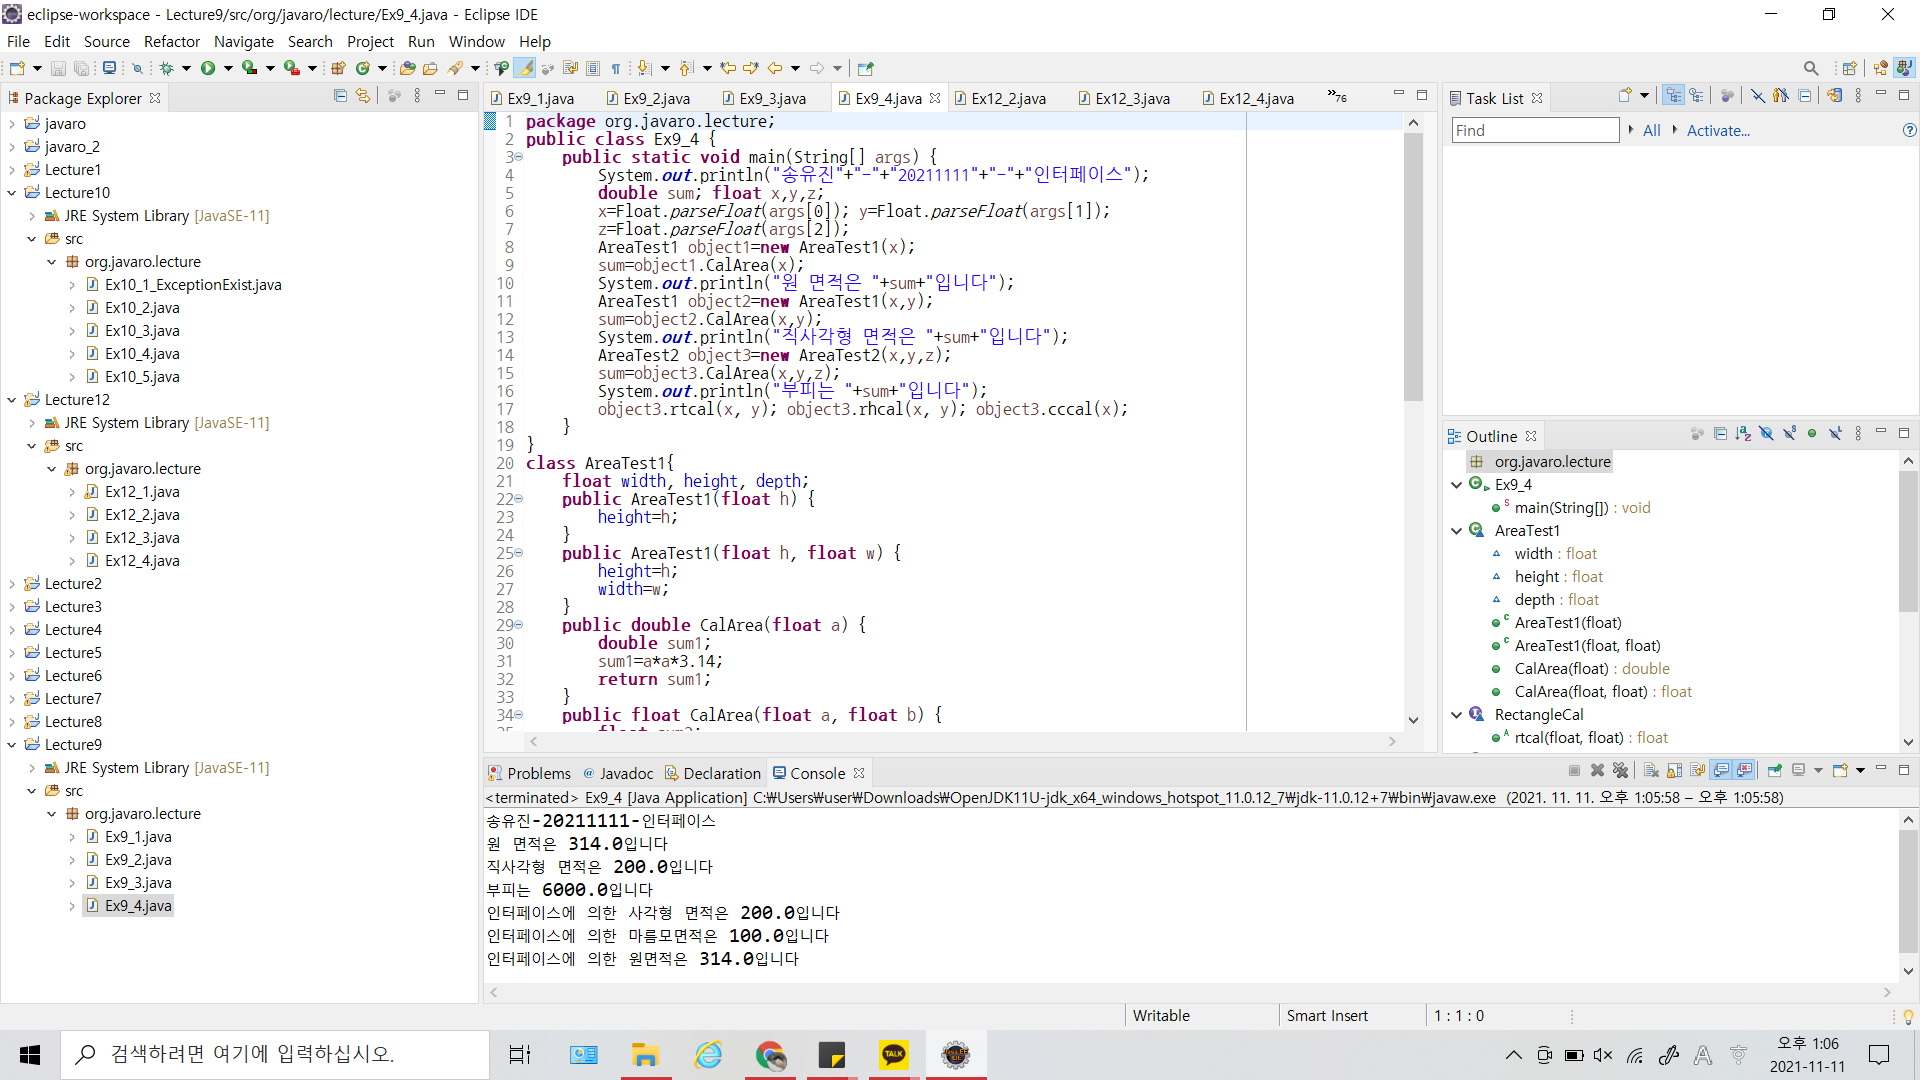 eclipse-workspace - Lecture9/src/org/javaro/lecture/Ex9_4.java - Eclipse IDE
File Edit Source Refactor Navigate Search Project Run Window Help
Package Explorer
javaro
javaro_2
Lecture1
Lecture10
JRE System Library [JavaSE-11]
src
org.javaro.lecture
Ex10_1_ExceptionExist.java
Ex10_2.java
Ex10_3.java
Ex10_4.java
Ex10_5.java
Lecture12
JRE System Library [JavaSE-11]
src
org.javaro.lecture
Ex12_1.java
Ex12_2.java
Ex12_3.java
Ex12_4.java
Lecture2
Lecture3
Lecture4
Lecture5
Lecture6
Lecture7
Lecture8
Lecture9
JRE System Library [JavaSE-11]
src
org.javaro.lecture
Ex9_1.java
Ex9_2.java
Ex9_3.java
Ex9_4.java
Ex9_1.java Ex9_2.java Ex9_3.java Ex9_4.java Ex12_2.java Ex12_3.java Ex12_4.java »76
1 package org.javaro.lecture;
2 public class Ex9_4 {
3 public static void main(String[] args) {
4 System.out.println("송유진"+"-"+"20211111"+"-"+"인터페이스");
5 double sum; float x,y,z;
6 x=Float.parseFloat(args[0]); y=Float.parseFloat(args[1]);
7 z=Float.parseFloat(args[2]);
8 AreaTest1 object1=new AreaTest1(x);
9 sum=object1.CalArea(x);
10 System.out.println("원 면적은 "+sum+"입니다");
11 AreaTest1 object2=new AreaTest1(x,y);
12 sum=object2.CalArea(x,y);
13 System.out.println("직사각형 면적은 "+sum+"입니다");
14 AreaTest2 object3=new AreaTest2(x,y,z);
15 sum=object3.CalArea(x,y,z);
16 System.out.println("부피는 "+sum+"입니다");
17 object3.rtcal(x, y); object3.rhcal(x, y); object3.cccal(x);
18 }
19 }
20 class AreaTest1{
21 float width, height, depth;
22 public AreaTest1(float h) {
23 height=h;
24 }
25 public AreaTest1(float h, float w) {
26 height=h;
27 width=w;
28 }
29 public double CalArea(float a) {
30 double sum1;
31 sum1=a*a*3.14;
32 return sum1;
33 }
34 public float CalArea(float a, float b) {
Task List
Find All Activate...
Outline
org.javaro.lecture
Ex9_4
main(String[]) : void
AreaTest1
width : float
height : float
depth : float
AreaTest1(float)
AreaTest1(float, float)
CalArea(float) : double
CalArea(float, float) : float
RectangleCal
rtcal(float, float) : float
Problems Javadoc Declaration Console
<terminated> Ex9_4 [Java Application] C:₩Users₩user₩Downloads₩OpenJDK11U-jdk_x64_windows_hotspot_11.0.12_7₩jdk-11.0.12+7₩bin₩javaw.exe (2021. 11. 11. 오후 1:05:58 – 오후 1:05:58)
송유진-20211111-인터페이스
원 면적은 314.0입니다
직사각형 면적은 200.0입니다
부피는 6000.0입니다
인터페이스에 의한 사각형 면적은 200.0입니다
인터페이스에 의한 마름모면적은 100.0입니다
인터페이스에 의한 원면적은 314.0입니다
Writable Smart Insert 1 : 1 : 0
검색하려면 여기에 입력하십시오.
TALK
오후 1:06
2021-11-11